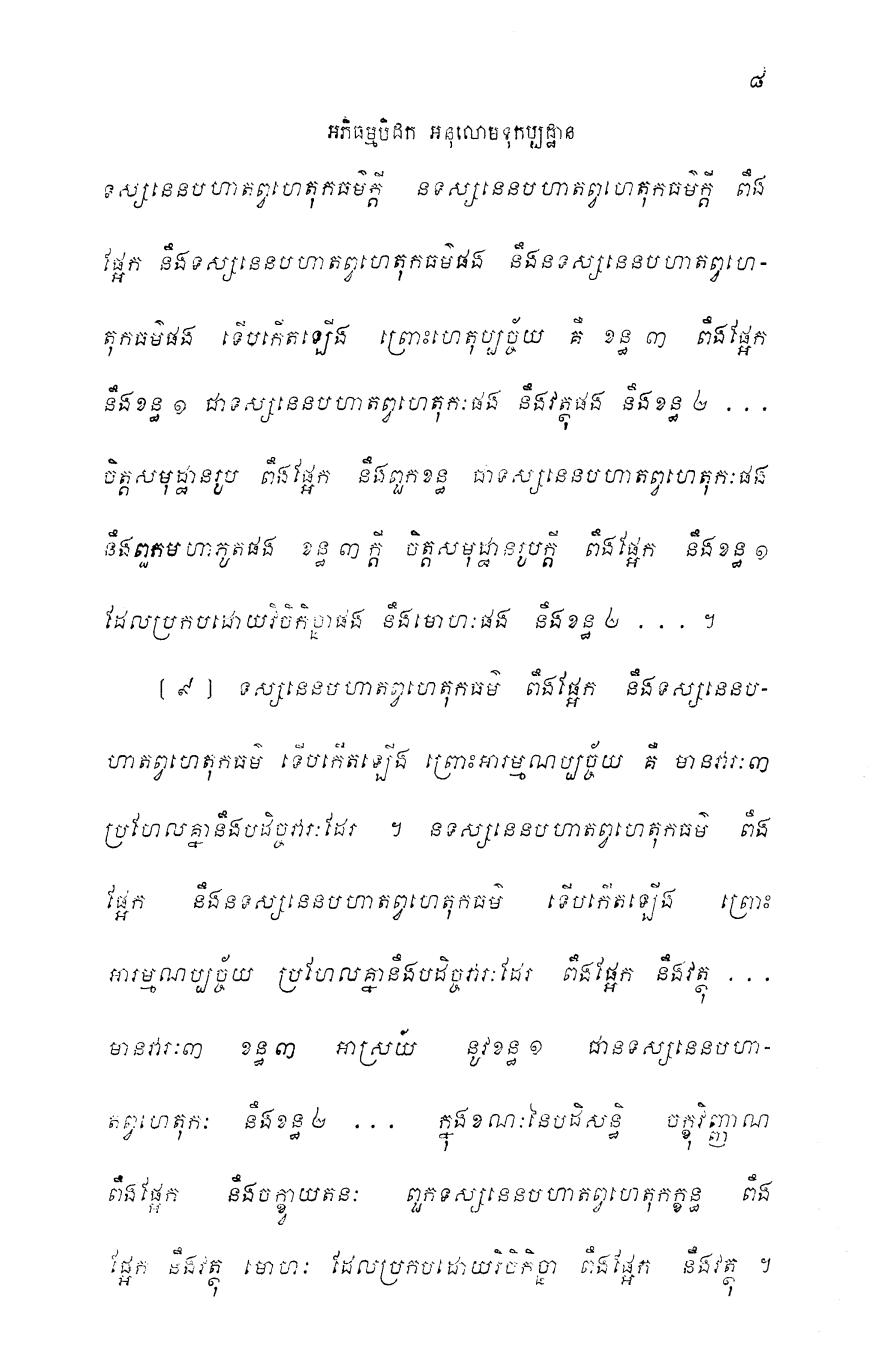 ៨
អភិធម្មបិដក អនុលោមទុកប្បដ្ឋាន
ទស្សនេនបហាតព្វហេតុកធម៌ក្តី នទស្សនេនបហាតព្វហេតុកធម៌ក្តី ពឹង
ផ្អែក នឹងទស្សនេនបហាតព្វហេតុកធម៌ផង នឹងនទស្សនេនបហាតព្វហេ-
តុកធម៌ផង ទើបកើតឡើង ព្រោះហេតុប្បច្ច័យ គឺ ខន្ធ ៣ ពឹងផ្អែក
នឹងខន្ធ ១ ជាទស្សនេនបហាតព្វហេតុកៈផង នឹងវត្ថុផង នឹងខន្ធ ២ . . .
ចិត្តសមុដ្ឋានរូប ពឹងផ្អែក នឹងពួកខន្ធ ជាទស្សនេនបហាតព្វហេតុកៈផង
នឹងពួកមហាភូតផង ខន្ធ ៣ ក្តី ចិត្តសមុដ្ឋានរូបក្តី ពឹងផ្អែក នឹងខន្ធ ១
ដែលប្រកបដោយវិចិកិច្ឆាផង នឹងមោហៈផង នឹងខន្ធ ២ . . . ។
[ ៩ ] ទស្សនេនបហាតព្វហេតុកធម៌ ពឹងផ្អែក នឹងទស្សនេនប-
ហាតព្វហេតុកធម៌ ទើបកើតឡើង ព្រោះអារម្មណប្បច្ច័យ គឺ មានវារៈ៣
ប្រហែលគ្នានឹងបដិច្ចវារៈដែរ ។ នទស្សនេនបហាតព្វហេតុកធម៌ ពឹង
ផ្អែក នឹងនទស្សនេនបហាតព្វហេតុកធម៌ ទើបកើតឡើង ព្រោះ
អារម្មណប្បច្ច័យ ប្រហែលគ្នានឹងបដិច្ចវារៈដែរ ពឹងផ្អែក នឹងវត្ថុ . . .
មានវារៈ៣ ខន្ធ ៣ អាស្រ័យ នូវខន្ធ ១ ជានទស្សនេនបហា-
តព្វហេតុកៈ នឹងខន្ធ ២ . . . ក្នុងខណៈនៃបដិសន្ធិ ចក្ខុវិញ្ញាណ
ពឹងផ្អែក នឹងចក្ខាយតនៈ ពួកទស្សនេនបហាតព្វហេតុកក្ខន្ធ ពឹង
ផ្អែក នឹងវត្ថុ មោហៈ ដែលប្រកបដោយវិចិកិច្ឆា ពឹងផ្អែក នឹងវត្ថុ ។